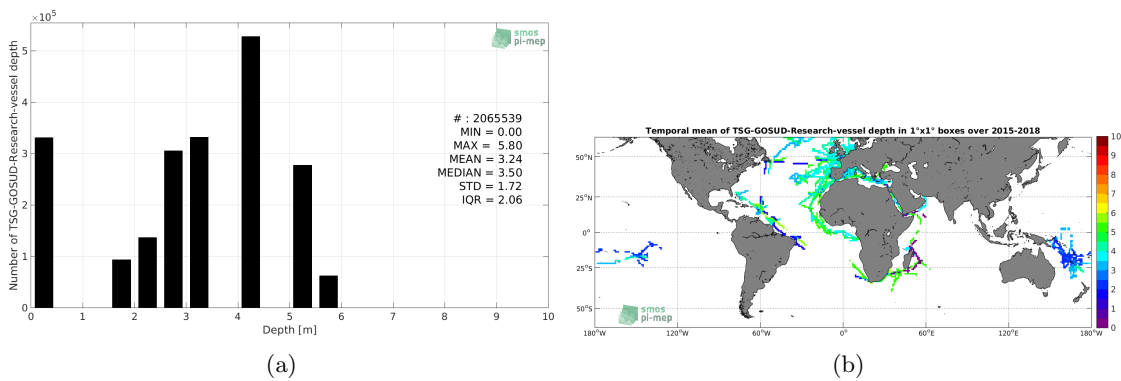 ×10⁵
smos
pi-mep
5
4
3
2
1
0
Number of TSG-GOSUD-Research-vessel depth
# : 2065539
MIN = 0.00
MAX = 5.80
MEAN = 3.24
MEDIAN = 3.50
STD = 1.72
IQR = 2.06
0 1 2 3 4 5 6 7 8 9 10
Depth [m]
(a)
Temporal mean of TSG-GOSUD-Research-vessel depth in 1°x1° boxes over 2015-2018
50°N
25°N
0°
25°S
50°S
smos
pi-mep
180°W 120°W 60°W 0° 60°E 120°E 180°W
10
9
8
7
6
5
4
3
2
1
0
(b)